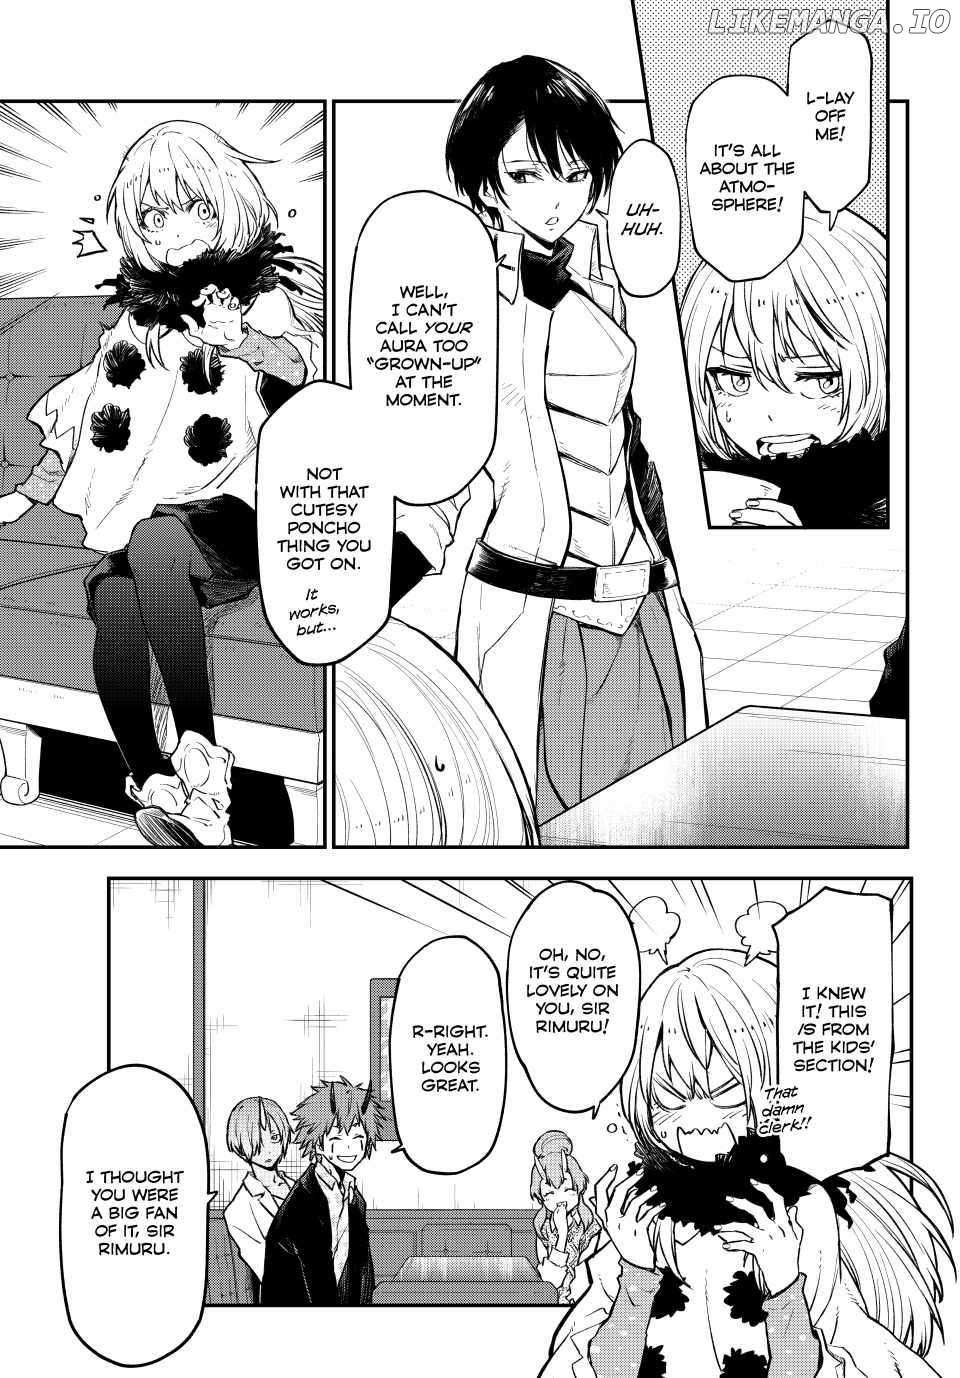 LIKEMANGA.IO
L-LAY
OFF
ME!
IT'S ALL
ABOUT THE
ATMO-
SPHERE!
UH-
HUH.
WELL,
I CAN'T
CALL YOUR
AURA TOO
"GROWN-UP"
AT THE
MOMENT.
NOT
WITH THAT
CUTESY
PONCHO
THING YOU
GOT ON.
It
works,
but...
I KNEW
IT! THIS
IS FROM
THE KIDS'
SECTION!
That
damn
clerk!!
OH, NO,
IT'S QUITE
LOVELY ON
YOU, SIR
RIMURU!
R-RIGHT.
YEAH.
LOOKS
GREAT.
I THOUGHT
YOU WERE
A BIG FAN
OF IT, SIR
RIMURU.